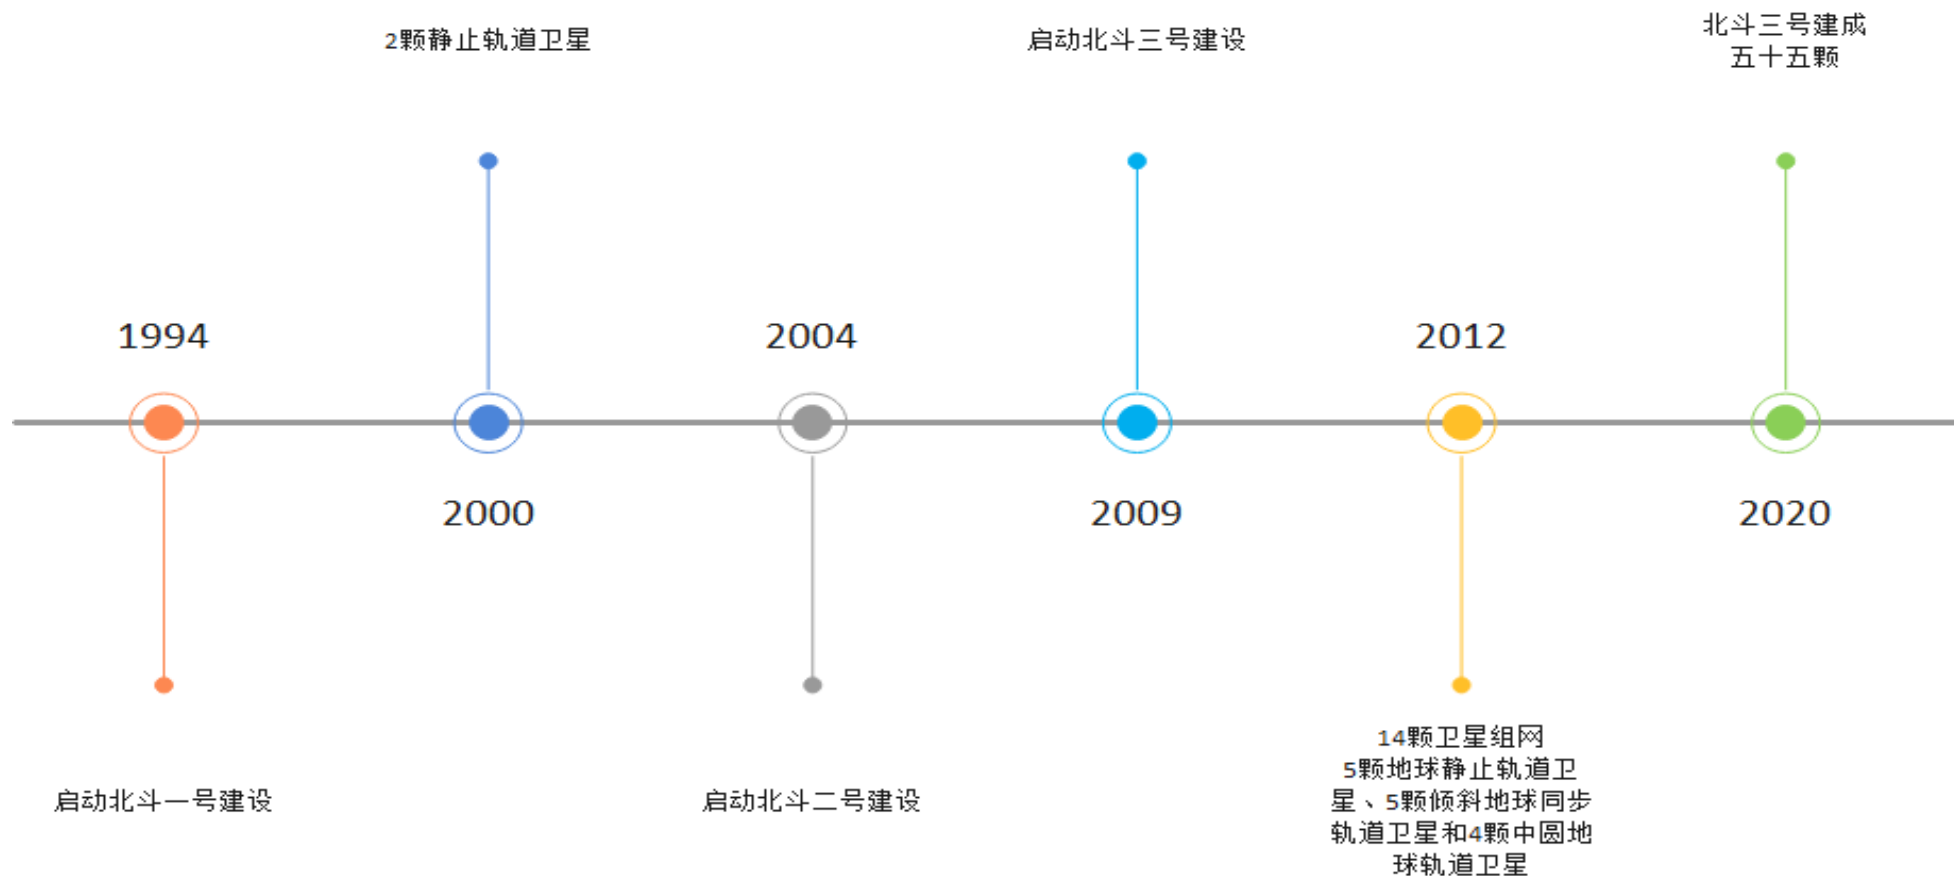 2颗静止轨道卫星
启动北斗三号建设
北斗三号建成
五十五颗
1994
2004
2012
2000
2009
2020
启动北斗一号建设
启动北斗二号建设
14颗卫星组网
5颗地球静止轨道卫
星、5颗倾斜地球同步
轨道卫星和4颗中圆地
球轨道卫星